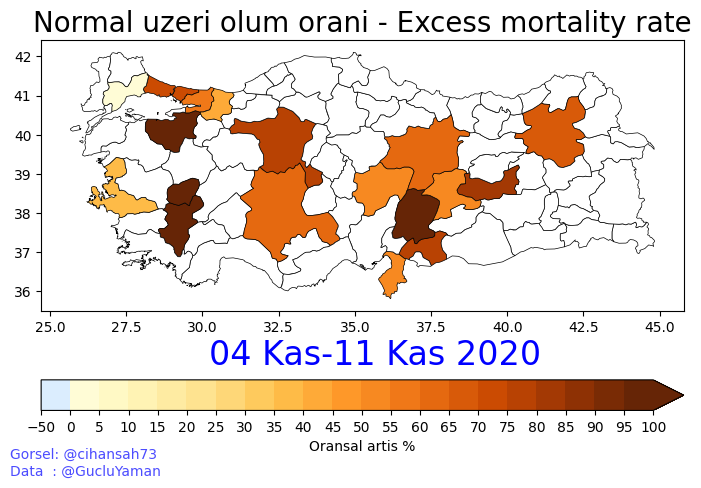 Normal uzeri olum orani - Excess mortality rate
42
41
40
39
38
37
36
25.0 27.5 30.0 32.5 35.0 37.5 40.0 42.5 45.0
04 Kas-11 Kas 2020
−50 0 5 10 15 20 25 30 35 40 45 50 55 60 65 70 75 80 85 90 95 100
Oransal artis %
Gorsel: @cihansah73
Data  : @GucluYaman